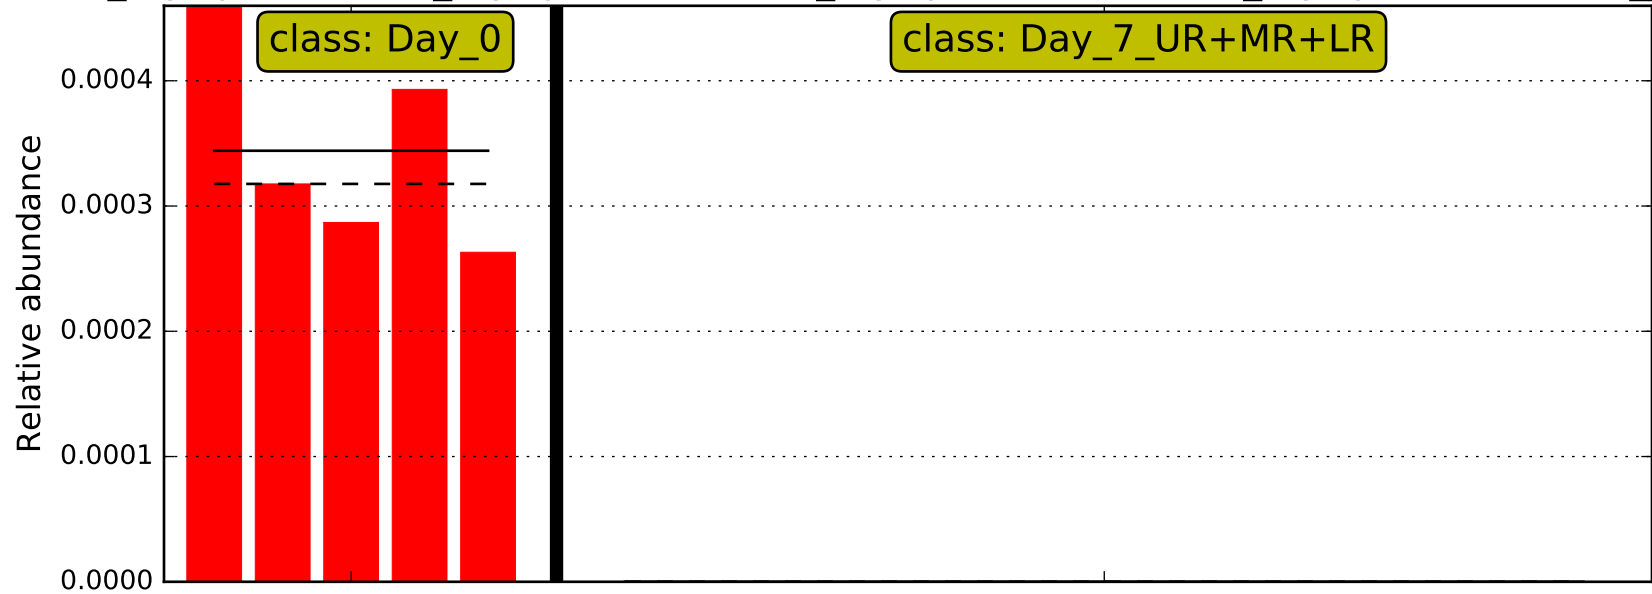 class: Day_0
class: Day_7_UR+MR+LR
Relative abundance
0.0004
0.0003
0.0002
0.0001
0.0000